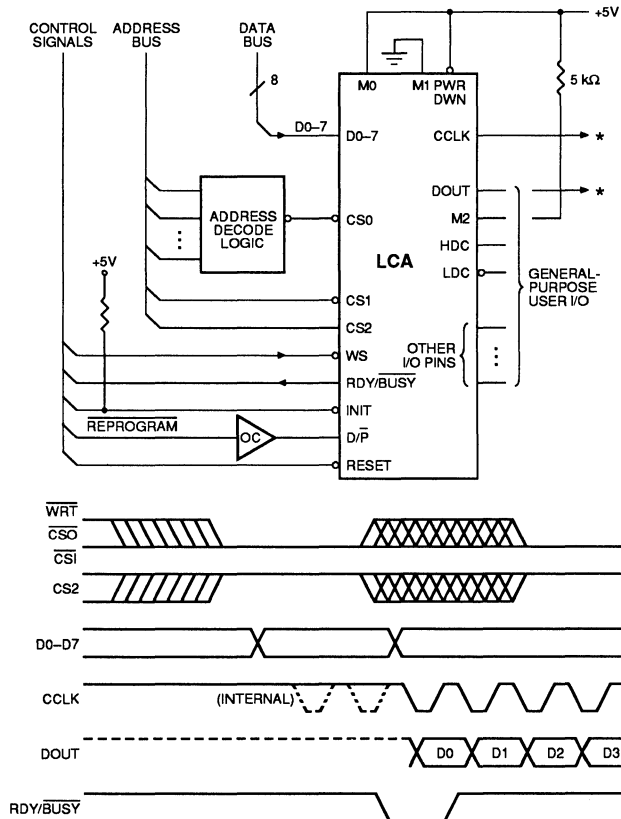 CONTROL SIGNALS
ADDRESS BUS
DATA BUS
+5V
8
M0
M1
PWR DWN
5 kΩ
D0–7
D0–7
CCLK
*
DOUT
*
ADDRESS DECODE LOGIC
CS0
M2
HDC
LCA
LDC
GENERAL-PURPOSE USER I/O
+5V
CS1
CS2
OTHER I/O PINS
WS
RDY/BUSY
INIT
REPROGRAM
OC
D/P
RESET
WRT
CSO
CSI
CS2
D0–D7
CCLK
(INTERNAL)
DOUT
D0
D1
D2
D3
RDY/BUSY